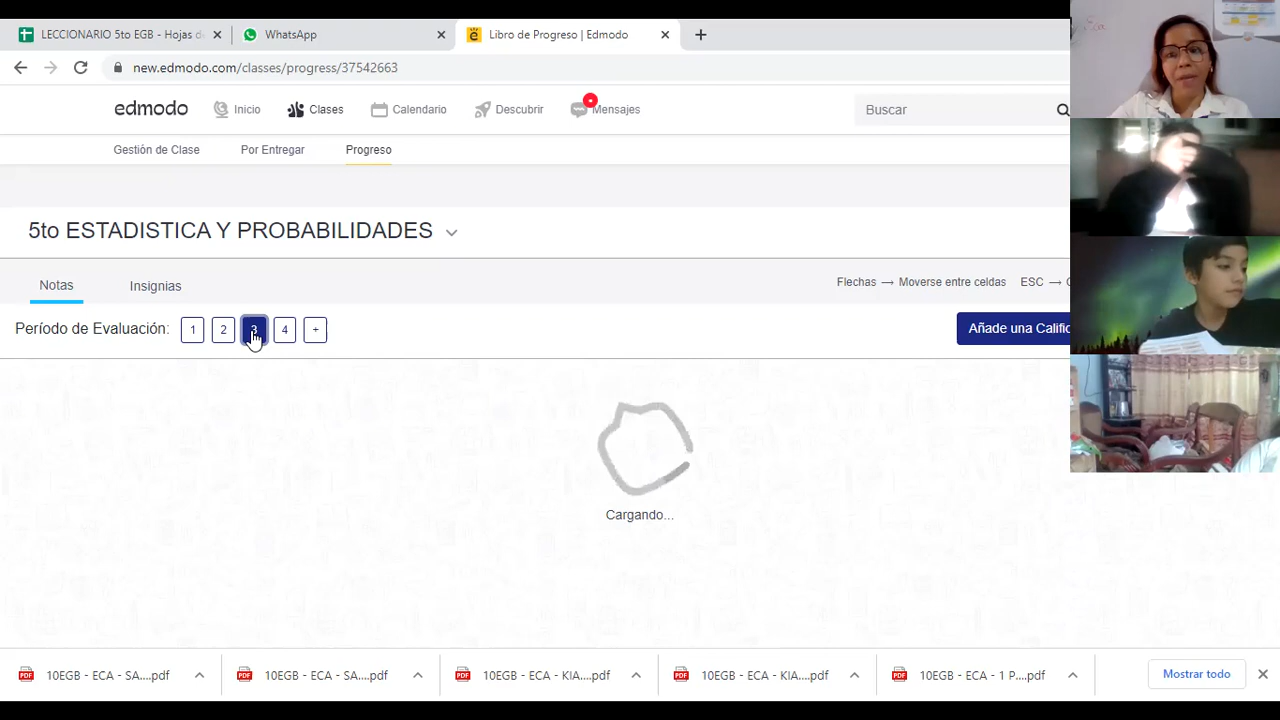 LECCIONARIO 5to EGB - Hojas de
WhatsApp
Libro de Progreso | Edmodo
new.edmodo.com/classes/progress/37542663
edmodo
Inicio
Clases
Calendario
Descubrir
Mensajes
Buscar
Gestión de Clase
Por Entregar
Progreso
5to ESTADISTICA Y PROBABILIDADES
Notas
Insignias
Flechas → Moverse entre celdas
ESC →
Período de Evaluación:
1
2
3
4
+
Añade una Califi
Cargando...
10EGB - ECA - SA....pdf
10EGB - ECA - SA....pdf
10EGB - ECA - KIA....pdf
10EGB - ECA - KIA....pdf
10EGB - ECA - 1 P....pdf
Mostrar todo